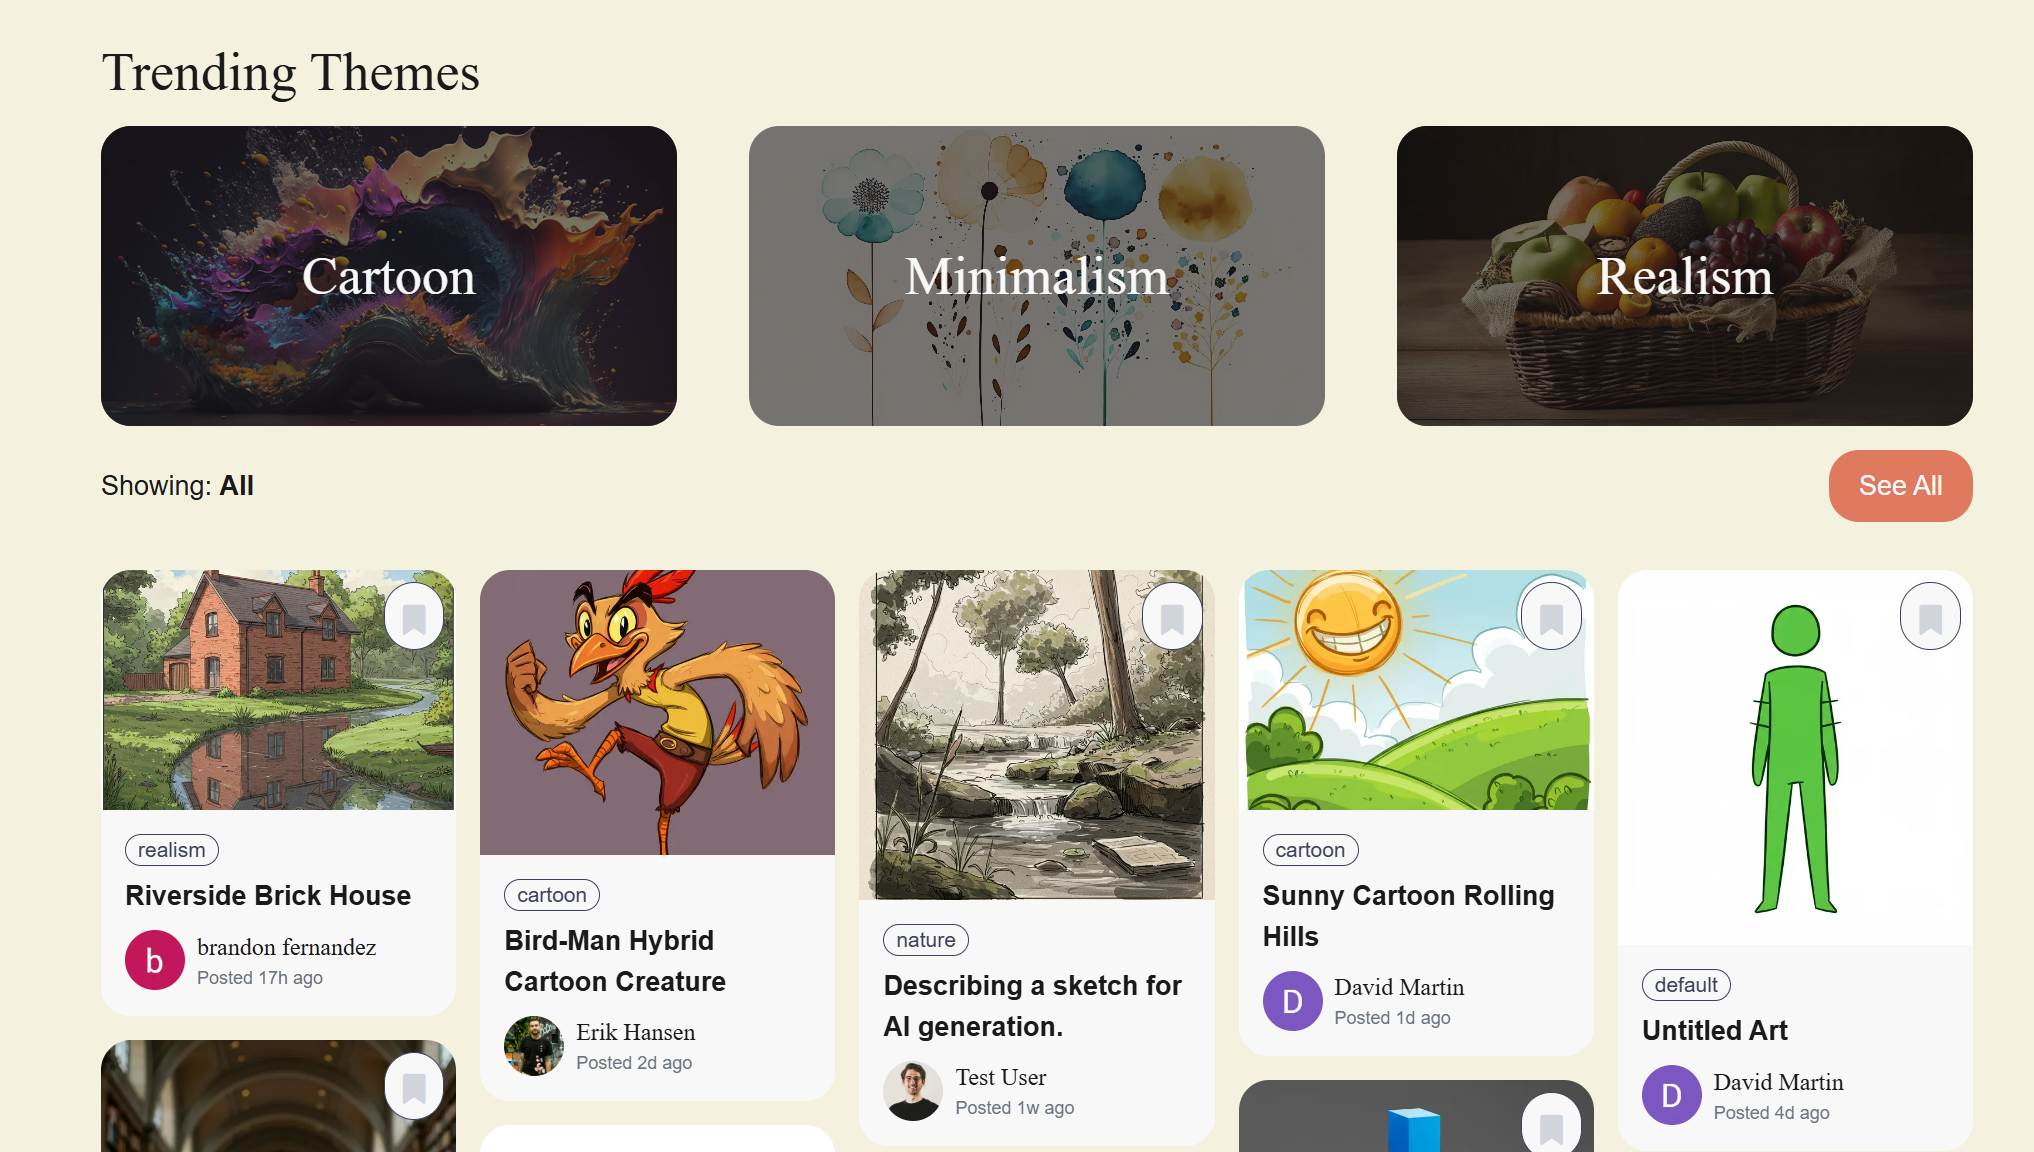 Trending Themes
Cartoon
Minimalism
Realism
Showing: All
See All
realism
Riverside Brick House
b
brandon fernandez
Posted 17h ago
cartoon
Bird-Man Hybrid
Cartoon Creature
Erik Hansen
Posted 2d ago
nature
Describing a sketch for
AI generation.
Test User
Posted 1w ago
cartoon
Sunny Cartoon Rolling
Hills
D
David Martin
Posted 1d ago
default
Untitled Art
D
David Martin
Posted 4d ago